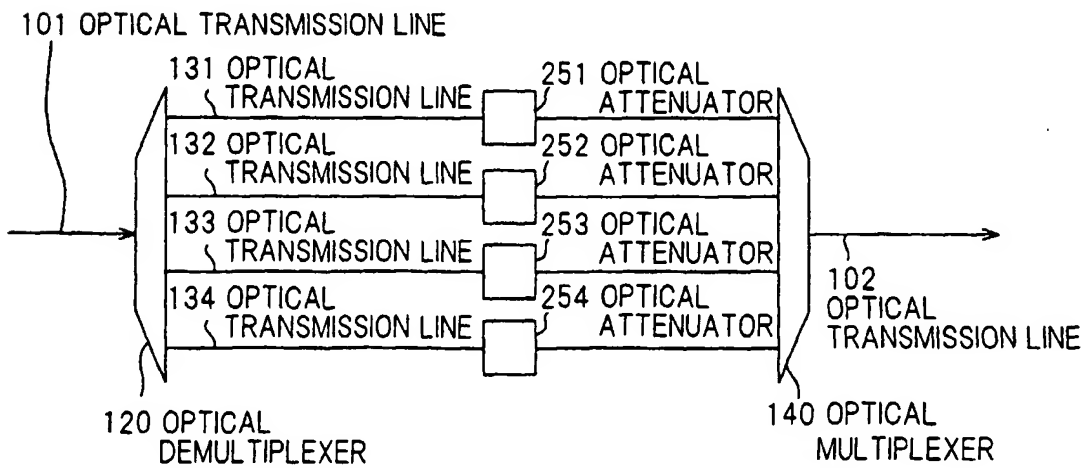 101 OPTICAL TRANSMISSION LINE
131 OPTICAL
TRANSMISSION LINE
251 OPTICAL
ATTENUATOR
132 OPTICAL
TRANSMISSION LINE
252 OPTICAL
ATTENUATOR
133 OPTICAL
TRANSMISSION LINE
253 OPTICAL
ATTENUATOR
134 OPTICAL
TRANSMISSION LINE
254 OPTICAL
ATTENUATOR
102
OPTICAL
TRANSMISSION LINE
120 OPTICAL
DEMULTIPLEXER
140 OPTICAL
MULTIPLEXER